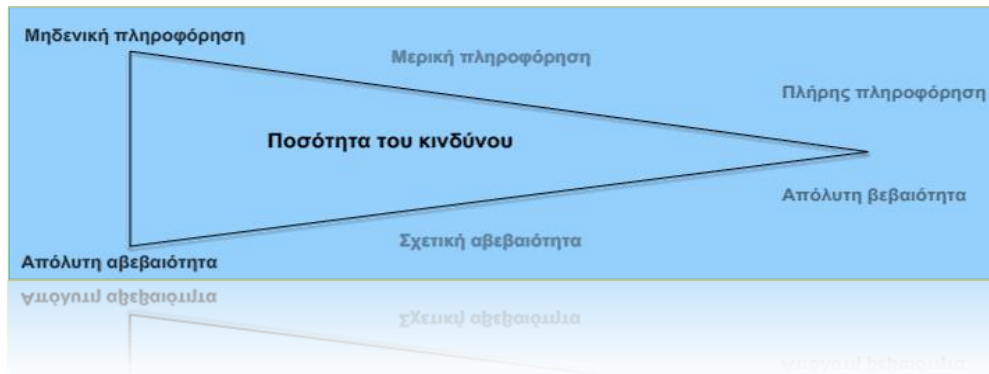 Μηδενική πληροφόρηση
Μερική πληροφόρηση
Πλήρης πληροφόρηση
Ποσότητα του κινδύνου
Απόλυτη βεβαιότητα
Σχετική αβεβαιότητα
Απόλυτη αβεβαιότητα